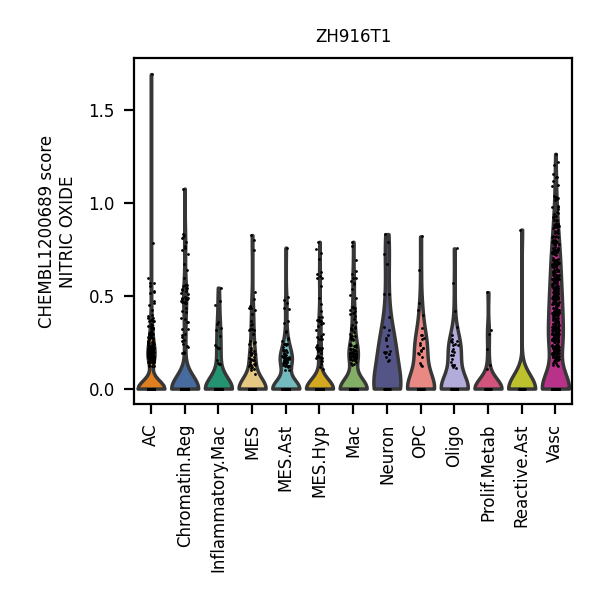 ZH916T1
CHEMBL1200689 score
NITRIC OXIDE
1.5
1.0
0.5
0.0
AC
Chromatin.Reg
Inflammatory.Mac
MES
MES.Ast
MES.Hyp
Mac
Neuron
OPC
Oligo
Prolif.Metab
Reactive.Ast
Vasc